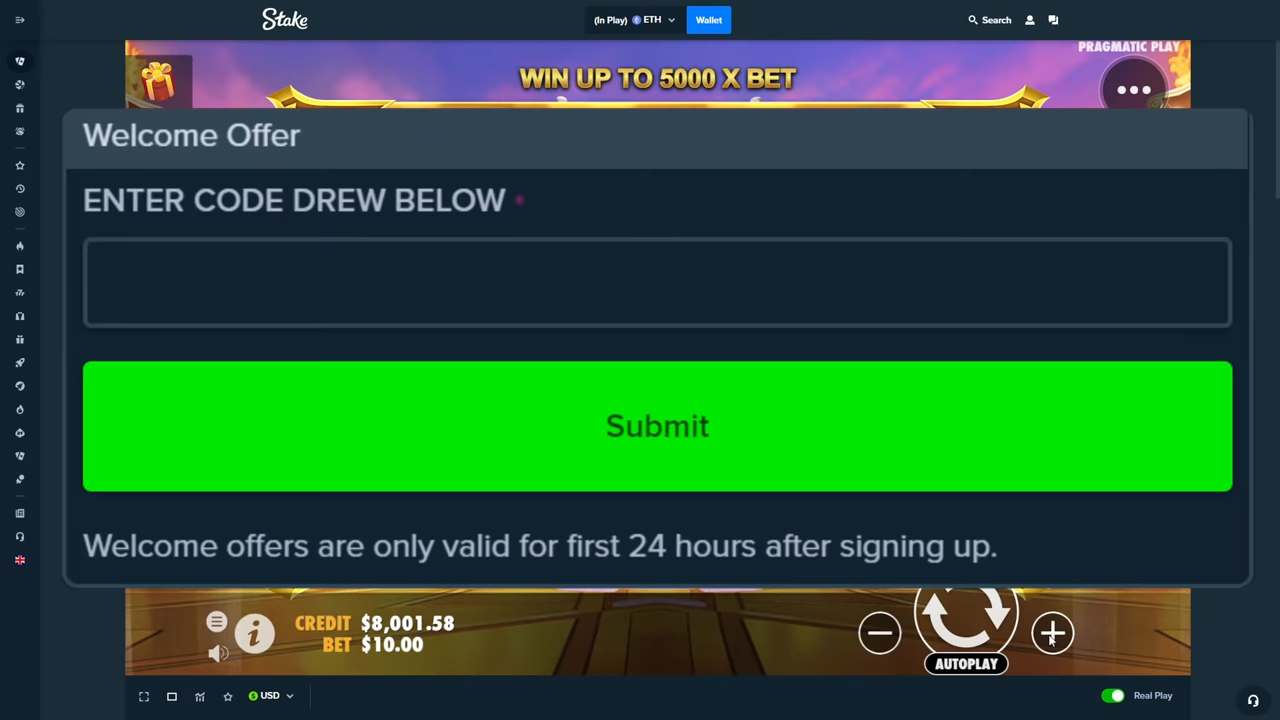 Stake
(In Play) ETH
Wallet
Search
PRAGMATIC PLAY
WIN UP TO 5000 X BET
Welcome Offer
ENTER CODE DREW BELOW *
Submit
Welcome offers are only valid for first 24 hours after signing up.
CREDIT $8,001.58
BET $10.00
AUTOPLAY
USD
Real Play